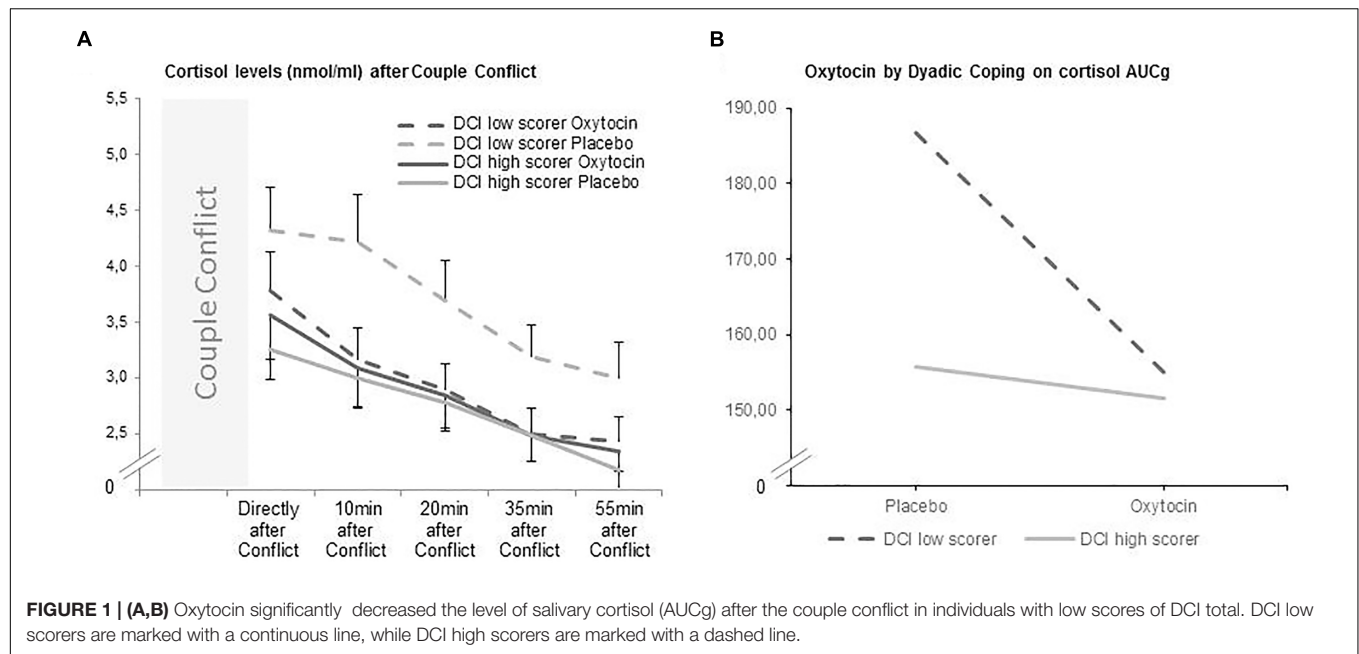 A
Cortisol levels (nmol/ml) after Couple Conflict
5,5
5,0
4,5
4,0
3,5
3,0
2,5
0
Couple Conflict
DCI low scorer Oxytocin
DCI low scorer Placebo
DCI high scorer Oxytocin
DCI high scorer Placebo
Directly after Conflict
10min after Conflict
20min after Conflict
35min after Conflict
55min after Conflict
B
Oxytocin by Dyadic Coping on cortisol AUCg
190,00
180,00
170,00
160,00
150,00
0
Placebo
Oxytocin
DCI low scorer
DCI high scorer
FIGURE 1 | (A,B) Oxytocin significantly decreased the level of salivary cortisol (AUCg) after the couple conflict in individuals with low scores of DCI total. DCI low
scorers are marked with a continuous line, while DCI high scorers are marked with a dashed line.